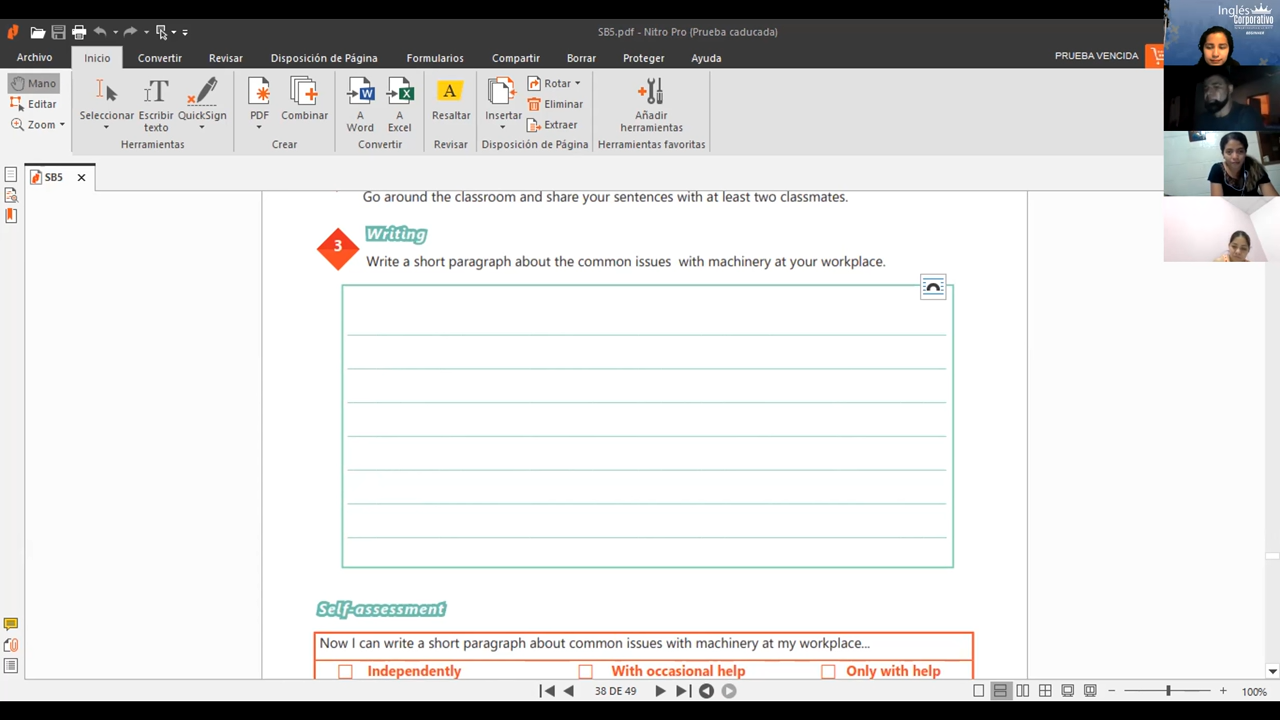 SB5.pdf - Nitro Pro (Prueba caducada)
Archivo
Inicio
Convertir
Revisar
Disposición de Página
Formularios
Compartir
Borrar
Proteger
Ayuda
PRUEBA VENCIDA
Mano
Editar
Zoom
Seleccionar
Escribir texto
QuickSign
Herramientas
PDF
Combinar
Crear
A Word
A Excel
Convertir
Resaltar
Revisar
Insertar
Rotar
Eliminar
Extraer
Disposición de Página
Añadir herramientas
Herramientas favoritas
Inglés
Corporativo
BEGINNER
SB5
Go around the classroom and share your sentences with at least two classmates.
3
Writing
Write a short paragraph about the common issues with machinery at your workplace.
Self-assessment
Now I can write a short paragraph about common issues with machinery at my workplace...
Independently
With occasional help
Only with help
38 DE 49
100%